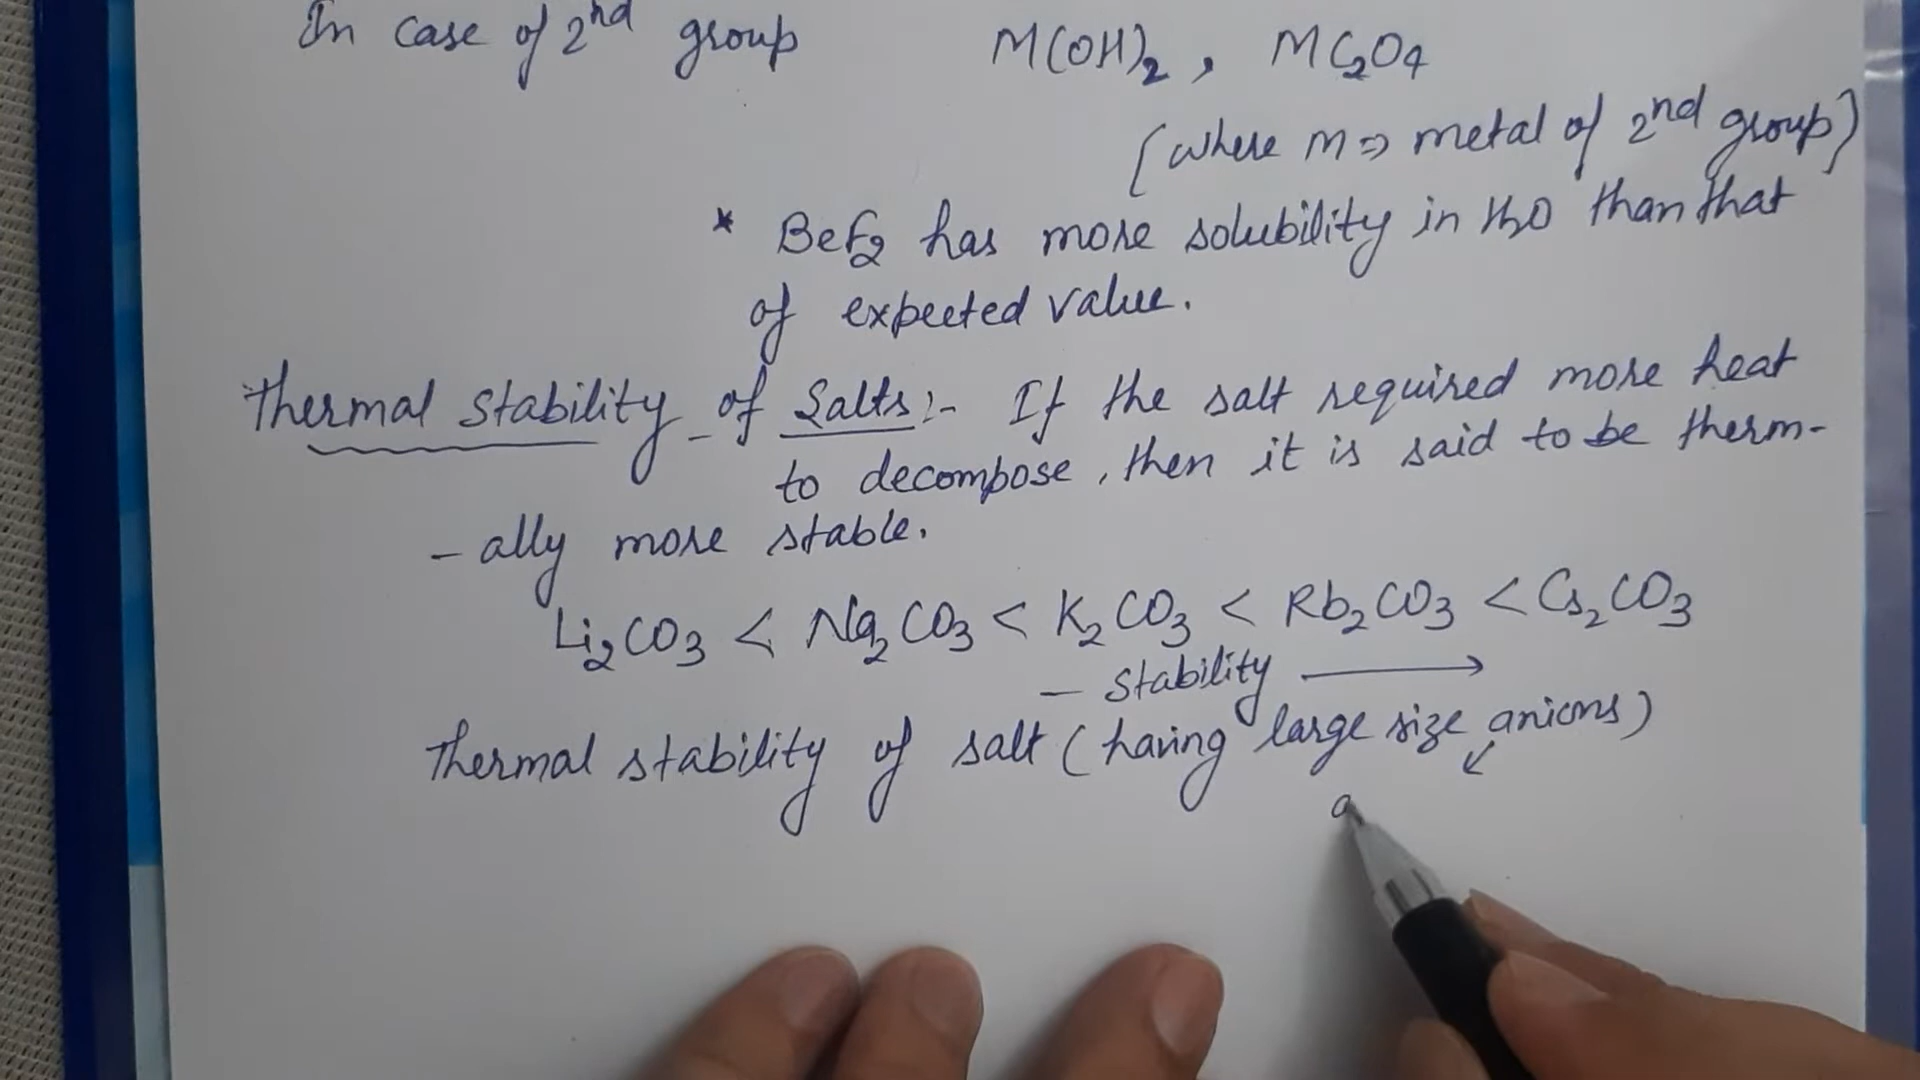 In case of 2nd group M(OH)2, MC2O4
(where M ⇒ metal of 2nd group)
* BeF2 has more solubility in H2O than that
of expected value.
Thermal stability of Salts:- If the salt required more heat
to decompose, then it is said to be therm-
-ally more stable.
Li2CO3 < Na2CO3 < K2CO3 < Rb2CO3 < Cs2CO3
- stability →
Thermal stability of salt (having large size anions)